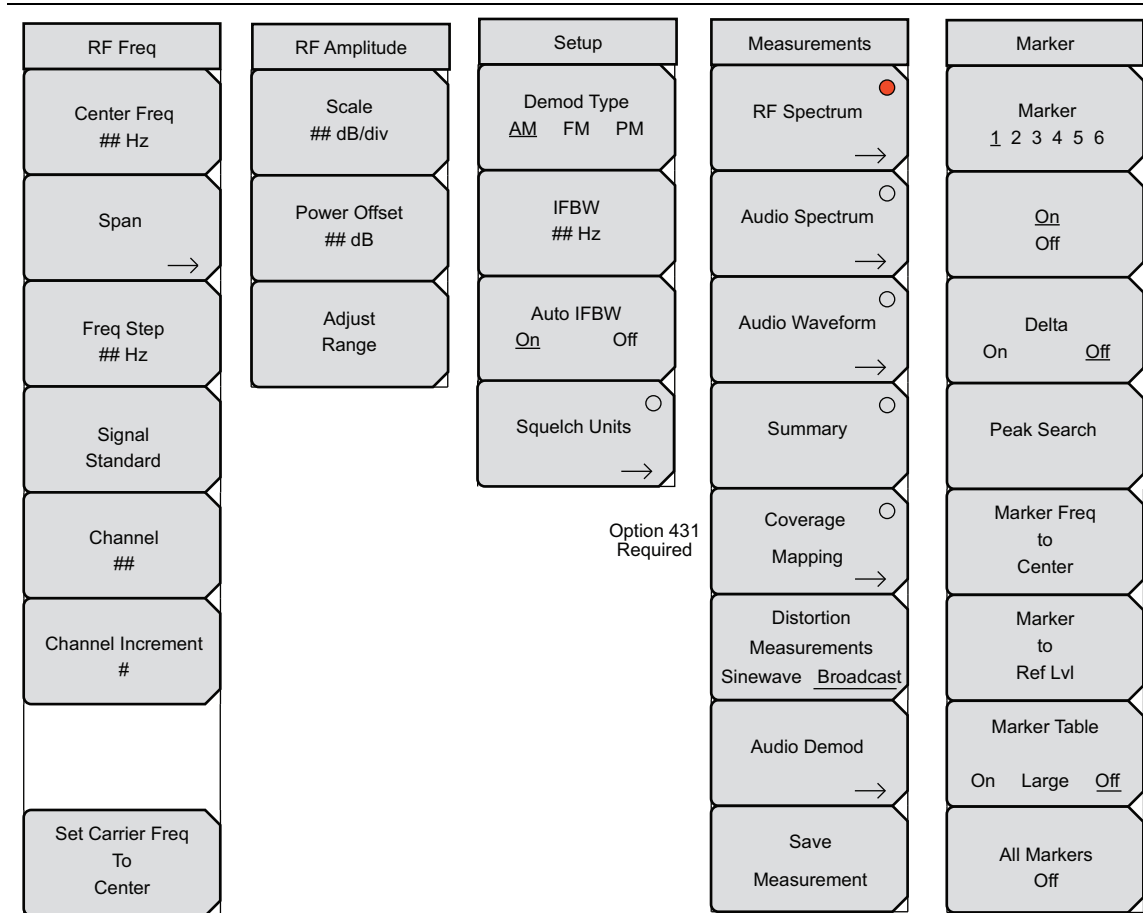 RF Freq
Center Freq
## Hz
Span
Freq Step
## Hz
Signal
Standard
Channel
##
Channel Increment
#
Set Carrier Freq
To
Center
RF Amplitude
Scale
## dB/div
Power Offset
## dB
Adjust
Range
Setup
Demod Type
AM FM PM
IFBW
## Hz
Auto IFBW
On Off
Squelch Units
Option 431
Required
Measurements
RF Spectrum
Audio Spectrum
Audio Waveform
Summary
Coverage
Mapping
Distortion
Measurements
Sinewave Broadcast
Audio Demod
Save
Measurement
Marker
Marker
1 2 3 4 5 6
On
Off
Delta
On Off
Peak Search
Marker Freq
to
Center
Marker
to
Ref Lvl
Marker Table
On Large Off
All Markers
Off